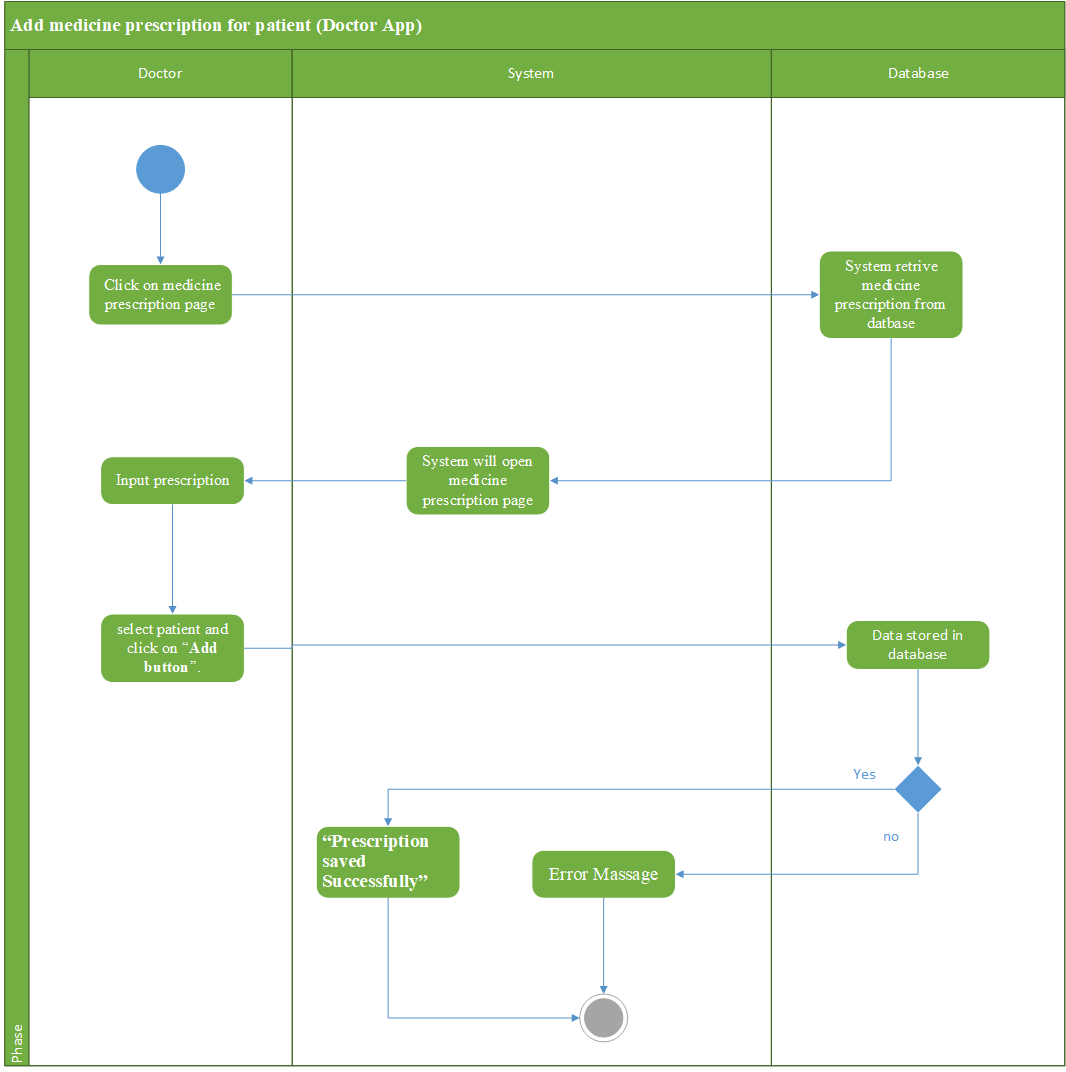 Add medicine prescription for patient (Doctor App)
Doctor
System
Database
Click on medicine
prescription page
System retrive
medicine
prescription from
datbase
Input prescription
System will open
medicine
prescription page
select patient and
click on “Add
button”.
Data stored in
database
Yes
no
“Prescription
saved
Successfully”
Error Massage
Phase